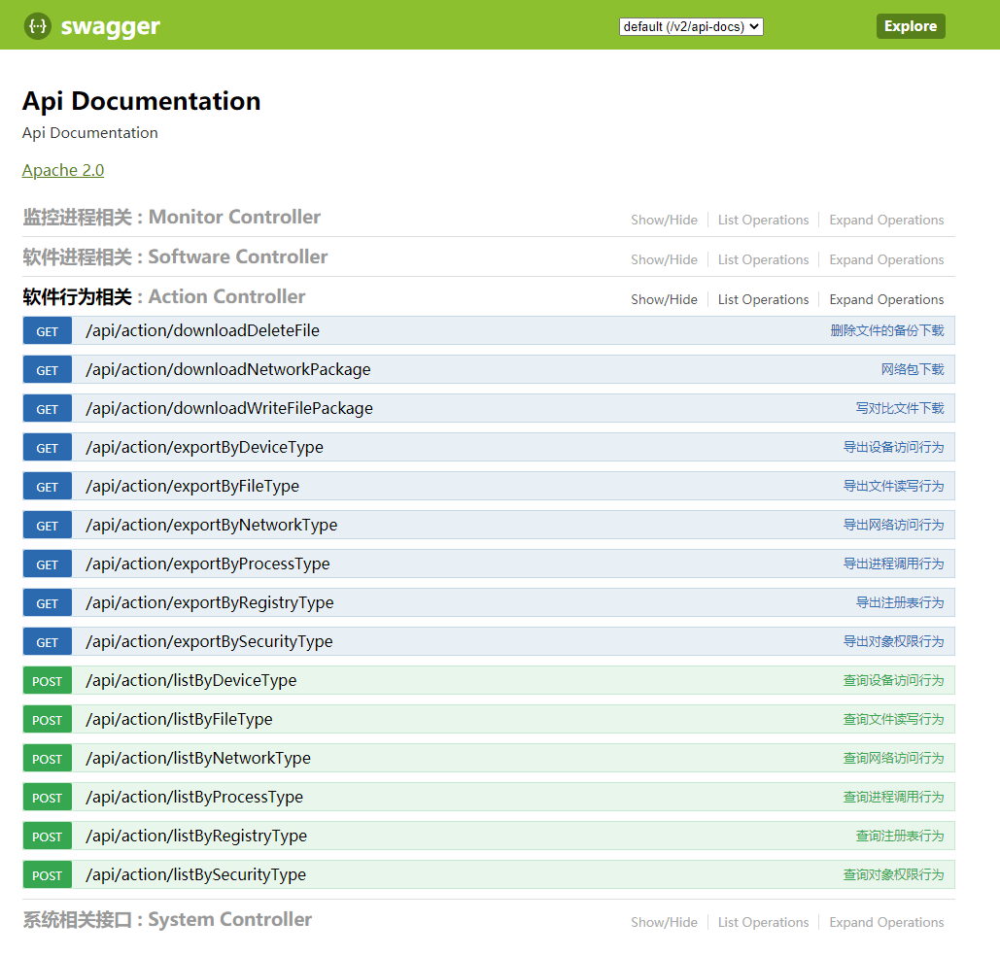 {···} swagger default (/v2/api-docs) Explore
Api Documentation
Api Documentation
Apache 2.0
监控进程相关 : Monitor Controller Show/Hide List Operations Expand Operations
软件进程相关 : Software Controller Show/Hide List Operations Expand Operations
软件行为相关 : Action Controller Show/Hide List Operations Expand Operations
GET /api/action/downloadDeleteFile 删除文件的备份下载
GET /api/action/downloadNetworkPackage 网络包下载
GET /api/action/downloadWriteFilePackage 写对比文件下载
GET /api/action/exportByDeviceType 导出设备访问行为
GET /api/action/exportByFileType 导出文件读写行为
GET /api/action/exportByNetworkType 导出网络访问行为
GET /api/action/exportByProcessType 导出进程调用行为
GET /api/action/exportByRegistryType 导出注册表行为
GET /api/action/exportBySecurityType 导出对象权限行为
POST /api/action/listByDeviceType 查询设备访问行为
POST /api/action/listByFileType 查询文件读写行为
POST /api/action/listByNetworkType 查询网络访问行为
POST /api/action/listByProcessType 查询进程调用行为
POST /api/action/listByRegistryType 查询注册表行为
POST /api/action/listBySecurityType 查询对象权限行为
系统相关接口 : System Controller Show/Hide List Operations Expand Operations